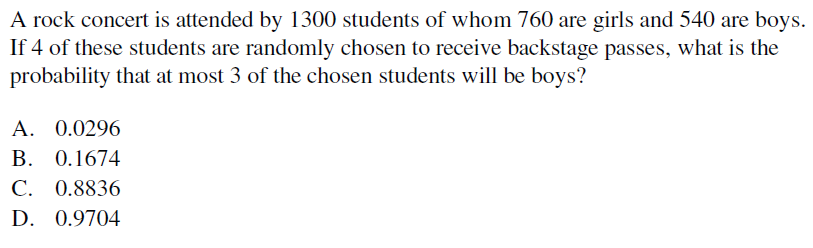 A rock concert is attended by 1300 students of whom 760 are girls and 540 are boys.
If 4 of these students are randomly chosen to receive backstage passes, what is the
probability that at most 3 of the chosen students will be boys?
A. 0.0296
B. 0.1674
C. 0.8836
D. 0.9704